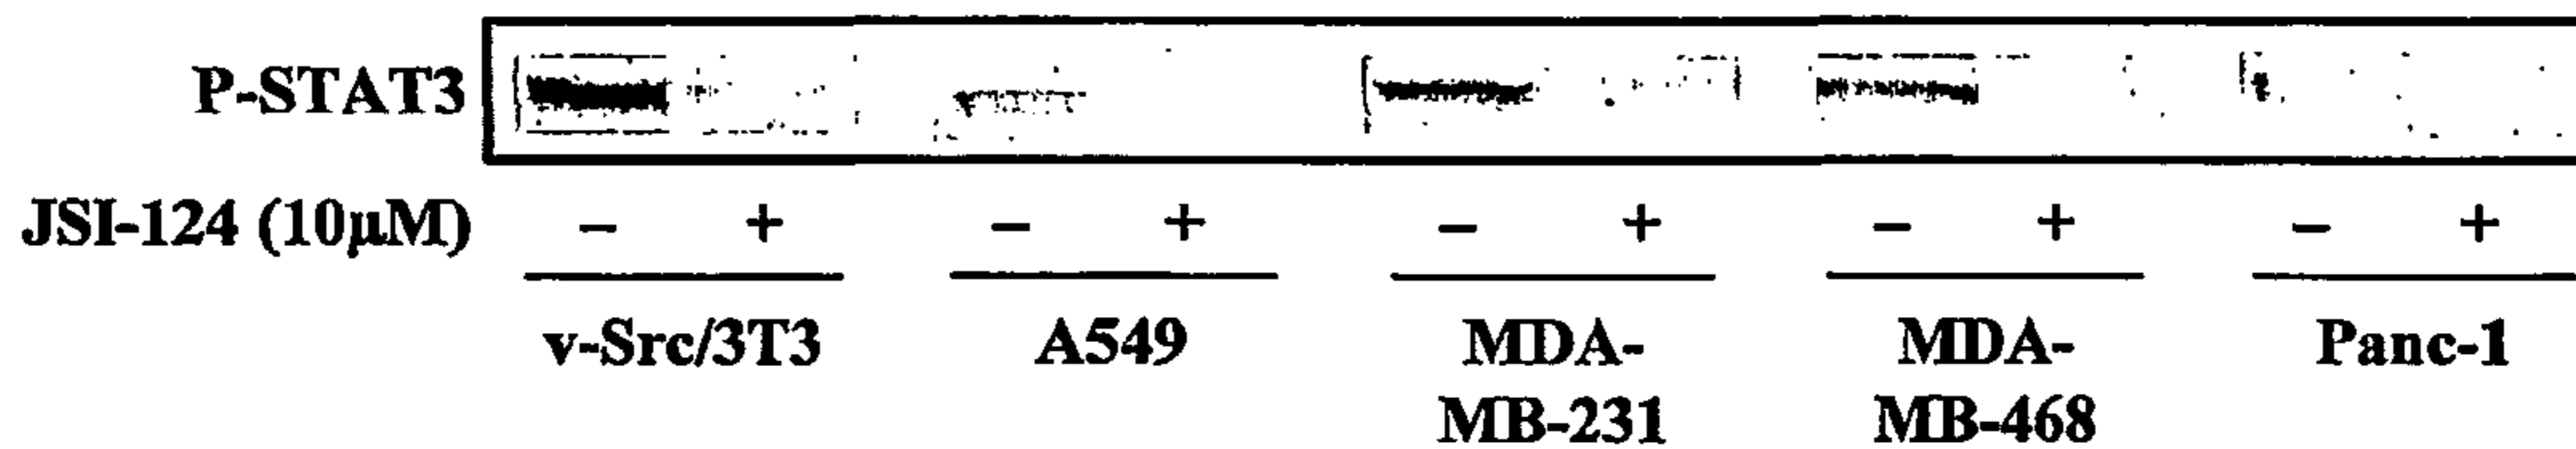 P-STAT3
JSI-124 (10µM) – + – + – + – + – +
v-Src/3T3 A549 MDA- MDA- Panc-1
MB-231 MB-468